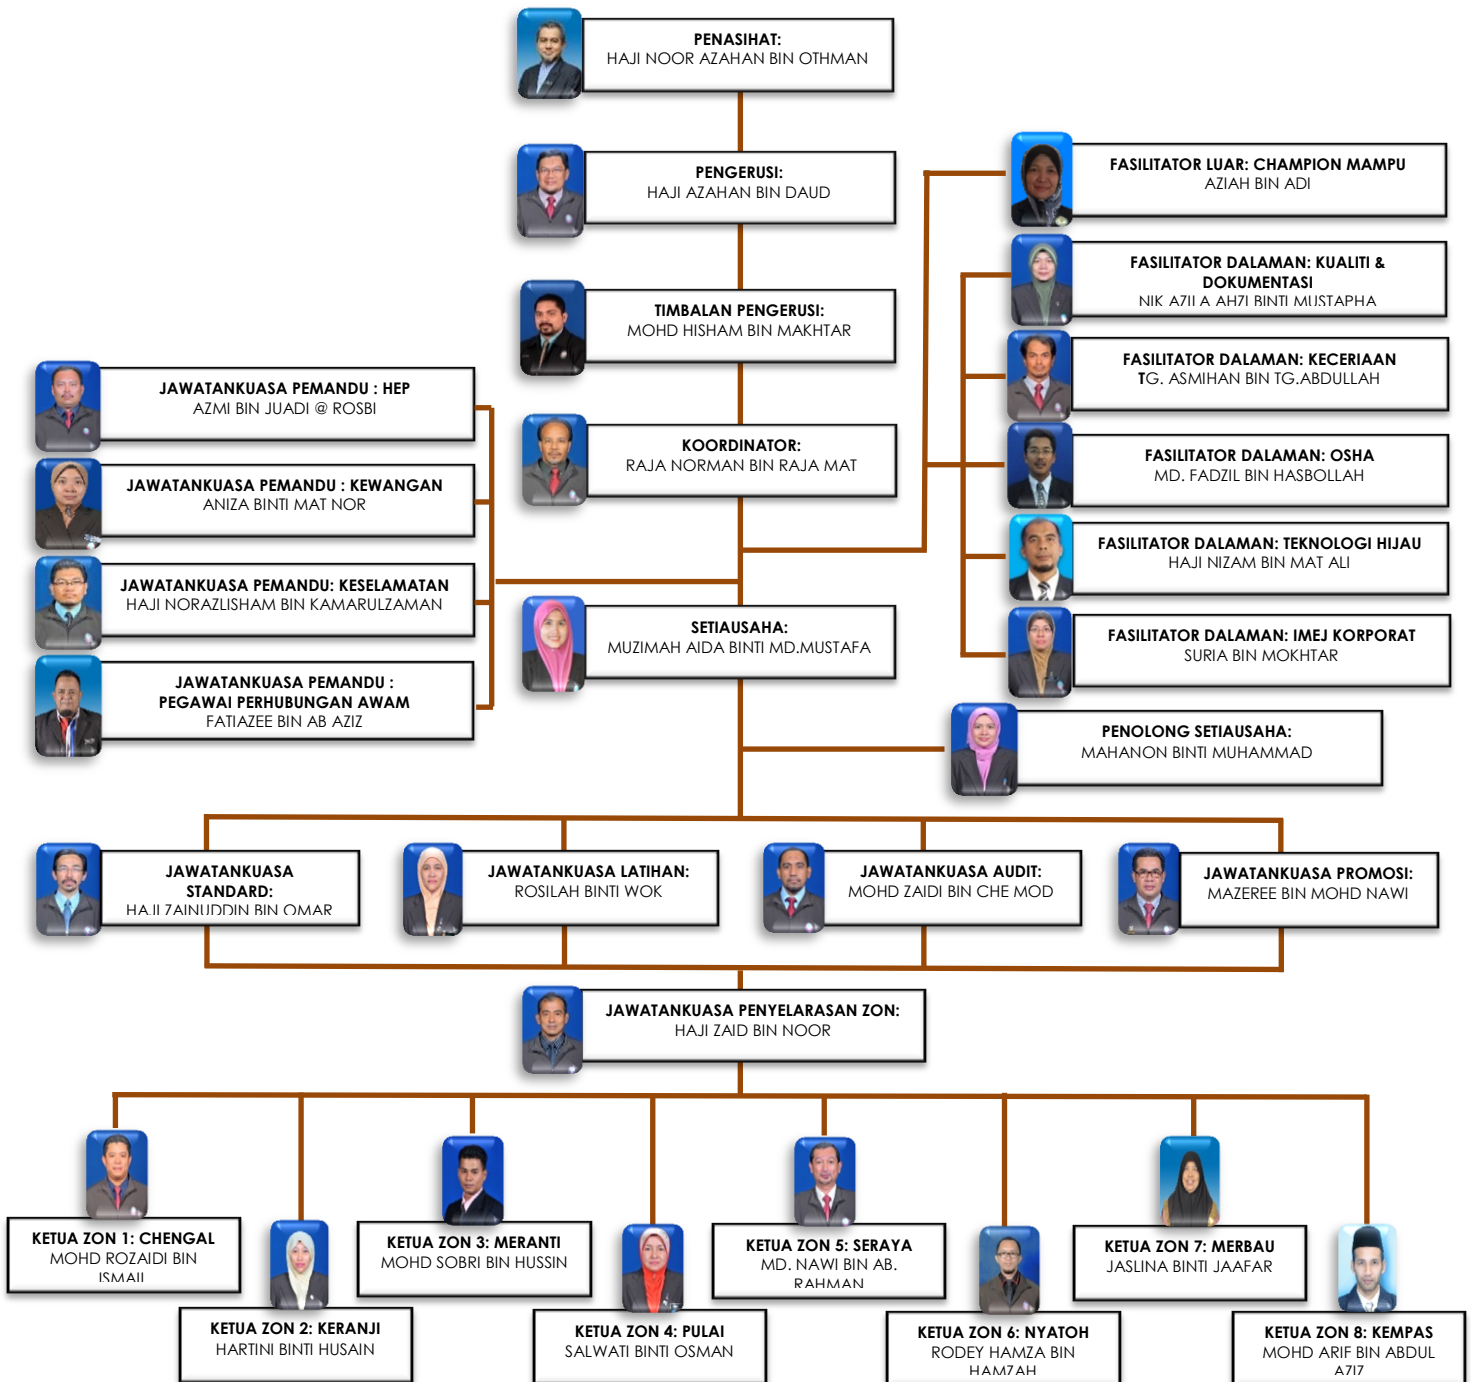 PENASIHAT:
HAJI NOOR AZAHAN BIN OTHMAN
PENGERUSI:
HAJI AZAHAN BIN DAUD
TIMBALAN PENGERUSI:
MOHD HISHAM BIN MAKHTAR
KOORDINATOR:
RAJA NORMAN BIN RAJA MAT
SETIAUSAHA:
MUZIMAH AIDA BINTI MD.MUSTAFA
FASILITATOR LUAR: CHAMPION MAMPU
AZIAH BIN ADI
FASILITATOR DALAMAN: KUALITI &
DOKUMENTASI
NIK AZILA AHZI BINTI MUSTAPHA
FASILITATOR DALAMAN: KECERIAAN
TG. ASMIHAN BIN TG.ABDULLAH
FASILITATOR DALAMAN: OSHA
MD. FADZIL BIN HASBOLLAH
FASILITATOR DALAMAN: TEKNOLOGI HIJAU
HAJI NIZAM BIN MAT ALI
FASILITATOR DALAMAN: IMEJ KORPORAT
SURIA BIN MOKHTAR
JAWATANKUASA PEMANDU : HEP
AZMI BIN JUADI @ ROSBI
JAWATANKUASA PEMANDU : KEWANGAN
ANIZA BINTI MAT NOR
JAWATANKUASA PEMANDU: KESELAMATAN
HAJI NORAZLISHAM BIN KAMARULZAMAN
JAWATANKUASA PEMANDU :
PEGAWAI PERHUBUNGAN AWAM
FATIAZEE BIN AB AZIZ
PENOLONG SETIAUSAHA:
MAHANON BINTI MUHAMMAD
JAWATANKUASA
STANDARD:
HAJI ZAINUDDIN BIN OMAR
JAWATANKUASA LATIHAN:
ROSILAH BINTI WOK
JAWATANKUASA AUDIT:
MOHD ZAIDI BIN CHE MOD
JAWATANKUASA PROMOSI:
MAZEREE BIN MOHD NAWI
JAWATANKUASA PENYELARASAN ZON:
HAJI ZAID BIN NOOR
KETUA ZON 1: CHENGAL
MOHD ROZAIDI BIN
ISMAIL
KETUA ZON 2: KERANJI
HARTINI BINTI HUSAIN
KETUA ZON 3: MERANTI
MOHD SOBRI BIN HUSSIN
KETUA ZON 4: PULAI
SALWATI BINTI OSMAN
KETUA ZON 5: SERAYA
MD. NAWI BIN AB.
RAHMAN
KETUA ZON 6: NYATOH
RODEY HAMZA BIN
HAMZAH
KETUA ZON 7: MERBAU
JASLINA BINTI JAAFAR
KETUA ZON 8: KEMPAS
MOHD ARIF BIN ABDUL
AZIZ